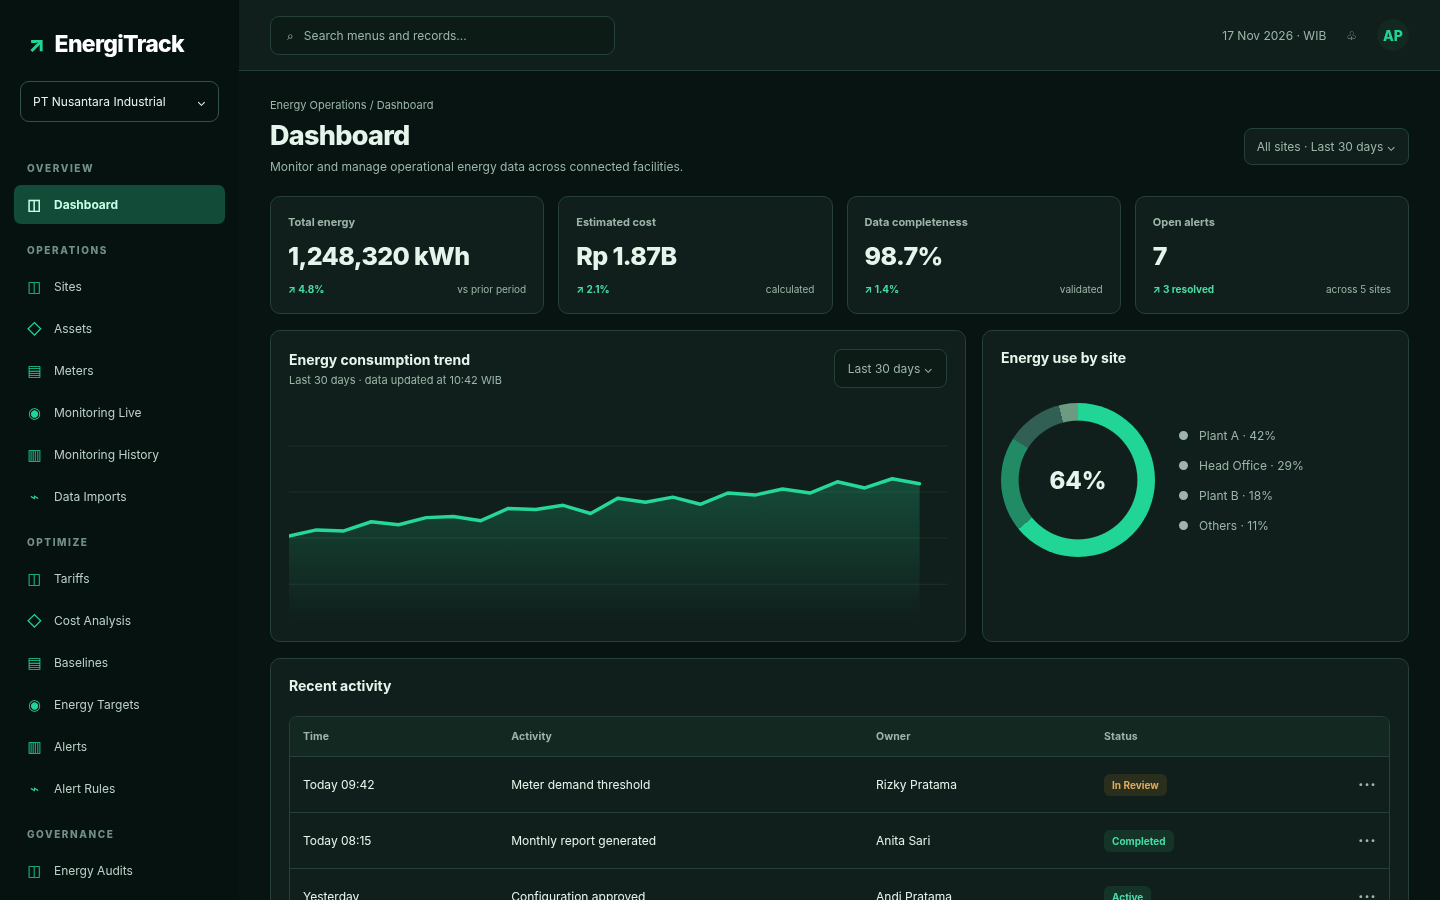 EnergiTrack
PT Nusantara Industrial
OVERVIEW
Dashboard
OPERATIONS
Sites
Assets
Meters
Monitoring Live
Monitoring History
Data Imports
OPTIMIZE
Tariffs
Cost Analysis
Baselines
Energy Targets
Alerts
Alert Rules
GOVERNANCE
Energy Audits
Search menus and records...
17 Nov 2026 · WIB
AP
Energy Operations / Dashboard
Dashboard
Monitor and manage operational energy data across connected facilities.
All sites · Last 30 days
Total energy
1,248,320 kWh
↗ 4.8% vs prior period
Estimated cost
Rp 1.87B
↗ 2.1% calculated
Data completeness
98.7%
↗ 1.4% validated
Open alerts
7
↗ 3 resolved across 5 sites
Energy consumption trend
Last 30 days · data updated at 10:42 WIB
Last 30 days
Energy use by site
64%
Plant A · 42%
Head Office · 29%
Plant B · 18%
Others · 11%
Recent activity
Time Activity Owner Status
Today 09:42 Meter demand threshold Rizky Pratama In Review
Today 08:15 Monthly report generated Anita Sari Completed
Yesterday Configuration approved Andi Pratama Active